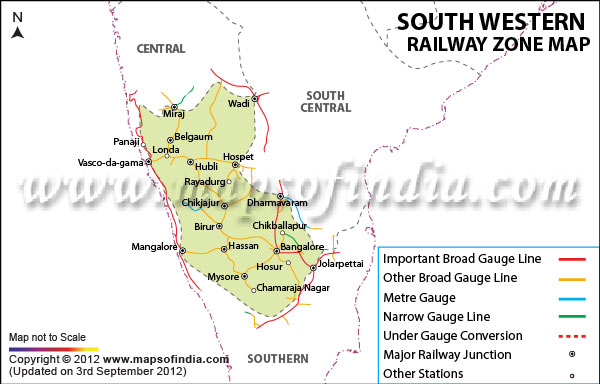 N
SOUTH WESTERN
RAILWAY ZONE MAP
CENTRAL
SOUTH
CENTRAL
Wadi
Miraj
Belgaum
Panaji
Londa
Vasco-da-gama
Hubli
Hospet
Rayadurg
Chikjajur
Dharmavaram
Birur
Chikballapur
Mangalore
Hassan
Bangalore
Hosur
Jolarpettai
Mysore
Chamaraja Nagar
SOUTHERN
www.mapsofindia.com
Important Broad Gauge Line
Other Broad Gauge Line
Metre Gauge
Narrow Gauge Line
Under Gauge Conversion
Major Railway Junction
Other Stations
Map not to Scale
Copyright © 2012 www.mapsofindia.com
(Updated on 3rd September 2012)